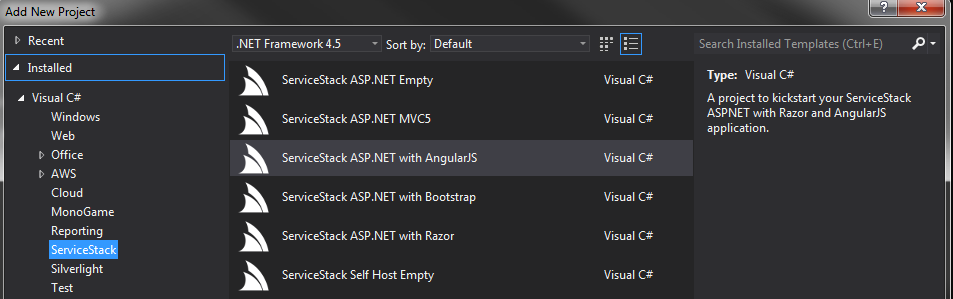 Add New Project
? X
Recent
.NET Framework 4.5
Sort by: Default
Search Installed Templates (Ctrl+E)
Installed
Visual C#
Windows
Web
Office
AWS
Cloud
MonoGame
Reporting
ServiceStack
Silverlight
Test
ServiceStack ASP.NET Empty Visual C#
ServiceStack ASP.NET MVC5 Visual C#
ServiceStack ASP.NET with AngularJS Visual C#
ServiceStack ASP.NET with Bootstrap Visual C#
ServiceStack ASP.NET with Razor Visual C#
ServiceStack Self Host Empty Visual C#
Type: Visual C#
A project to kickstart your ServiceStack
ASPNET with Razor and AngularJS
application.